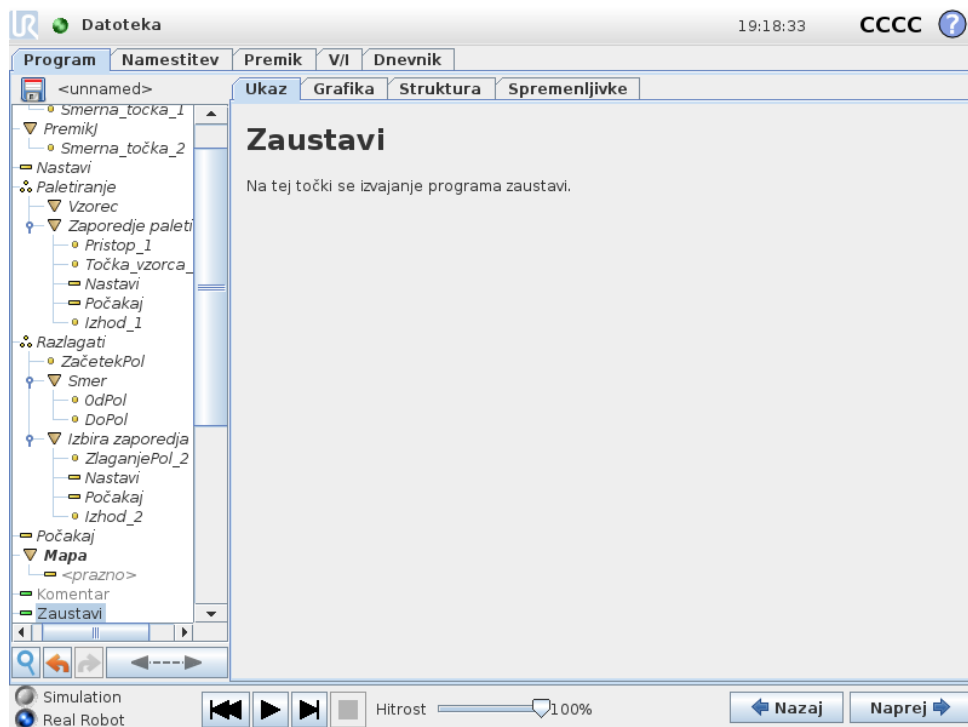 UR Datoteka 19:18:33 CCCC ?
Program Namestitev Premik V/I Dnevnik
<unnamed>
Ukaz Grafika Struktura Spremenljivke
Smerna_točka_1
PremikJ
Smerna_točka_2
Nastavi
Paletiranje
Vzorec
Zaporedje paleti
Pristop_1
Točka_vzorca_
Nastavi
Počakaj
Izhod_1
Razlagati
ZačetekPol
Smer
OdPol
DoPol
Izbira zaporedja
ZlaganjePol_2
Nastavi
Počakaj
Izhod_2
Počakaj
Mapa
<prazno>
Komentar
Zaustavi
Zaustavi
Na tej točki se izvajanje programa zaustavi.
Simulation
Real Robot
Hitrost 100%
Nazaj Naprej